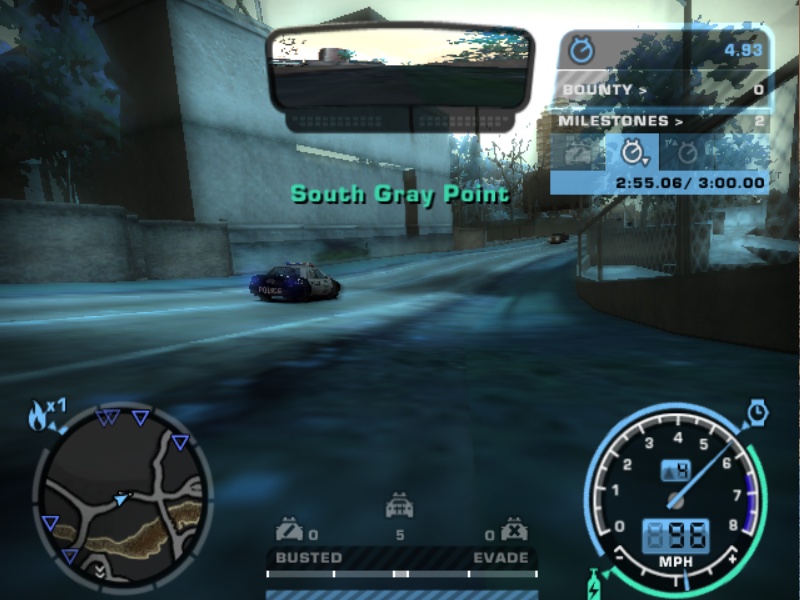 4.93
BOUNTY > 0
MILESTONES > 2
2:55.06/ 3:00.00
South Gray Point
POLICE
x1
0 1 2 3 4 5 6 7 8
4
96
MPH
- +
0 5 0
BUSTED EVADE